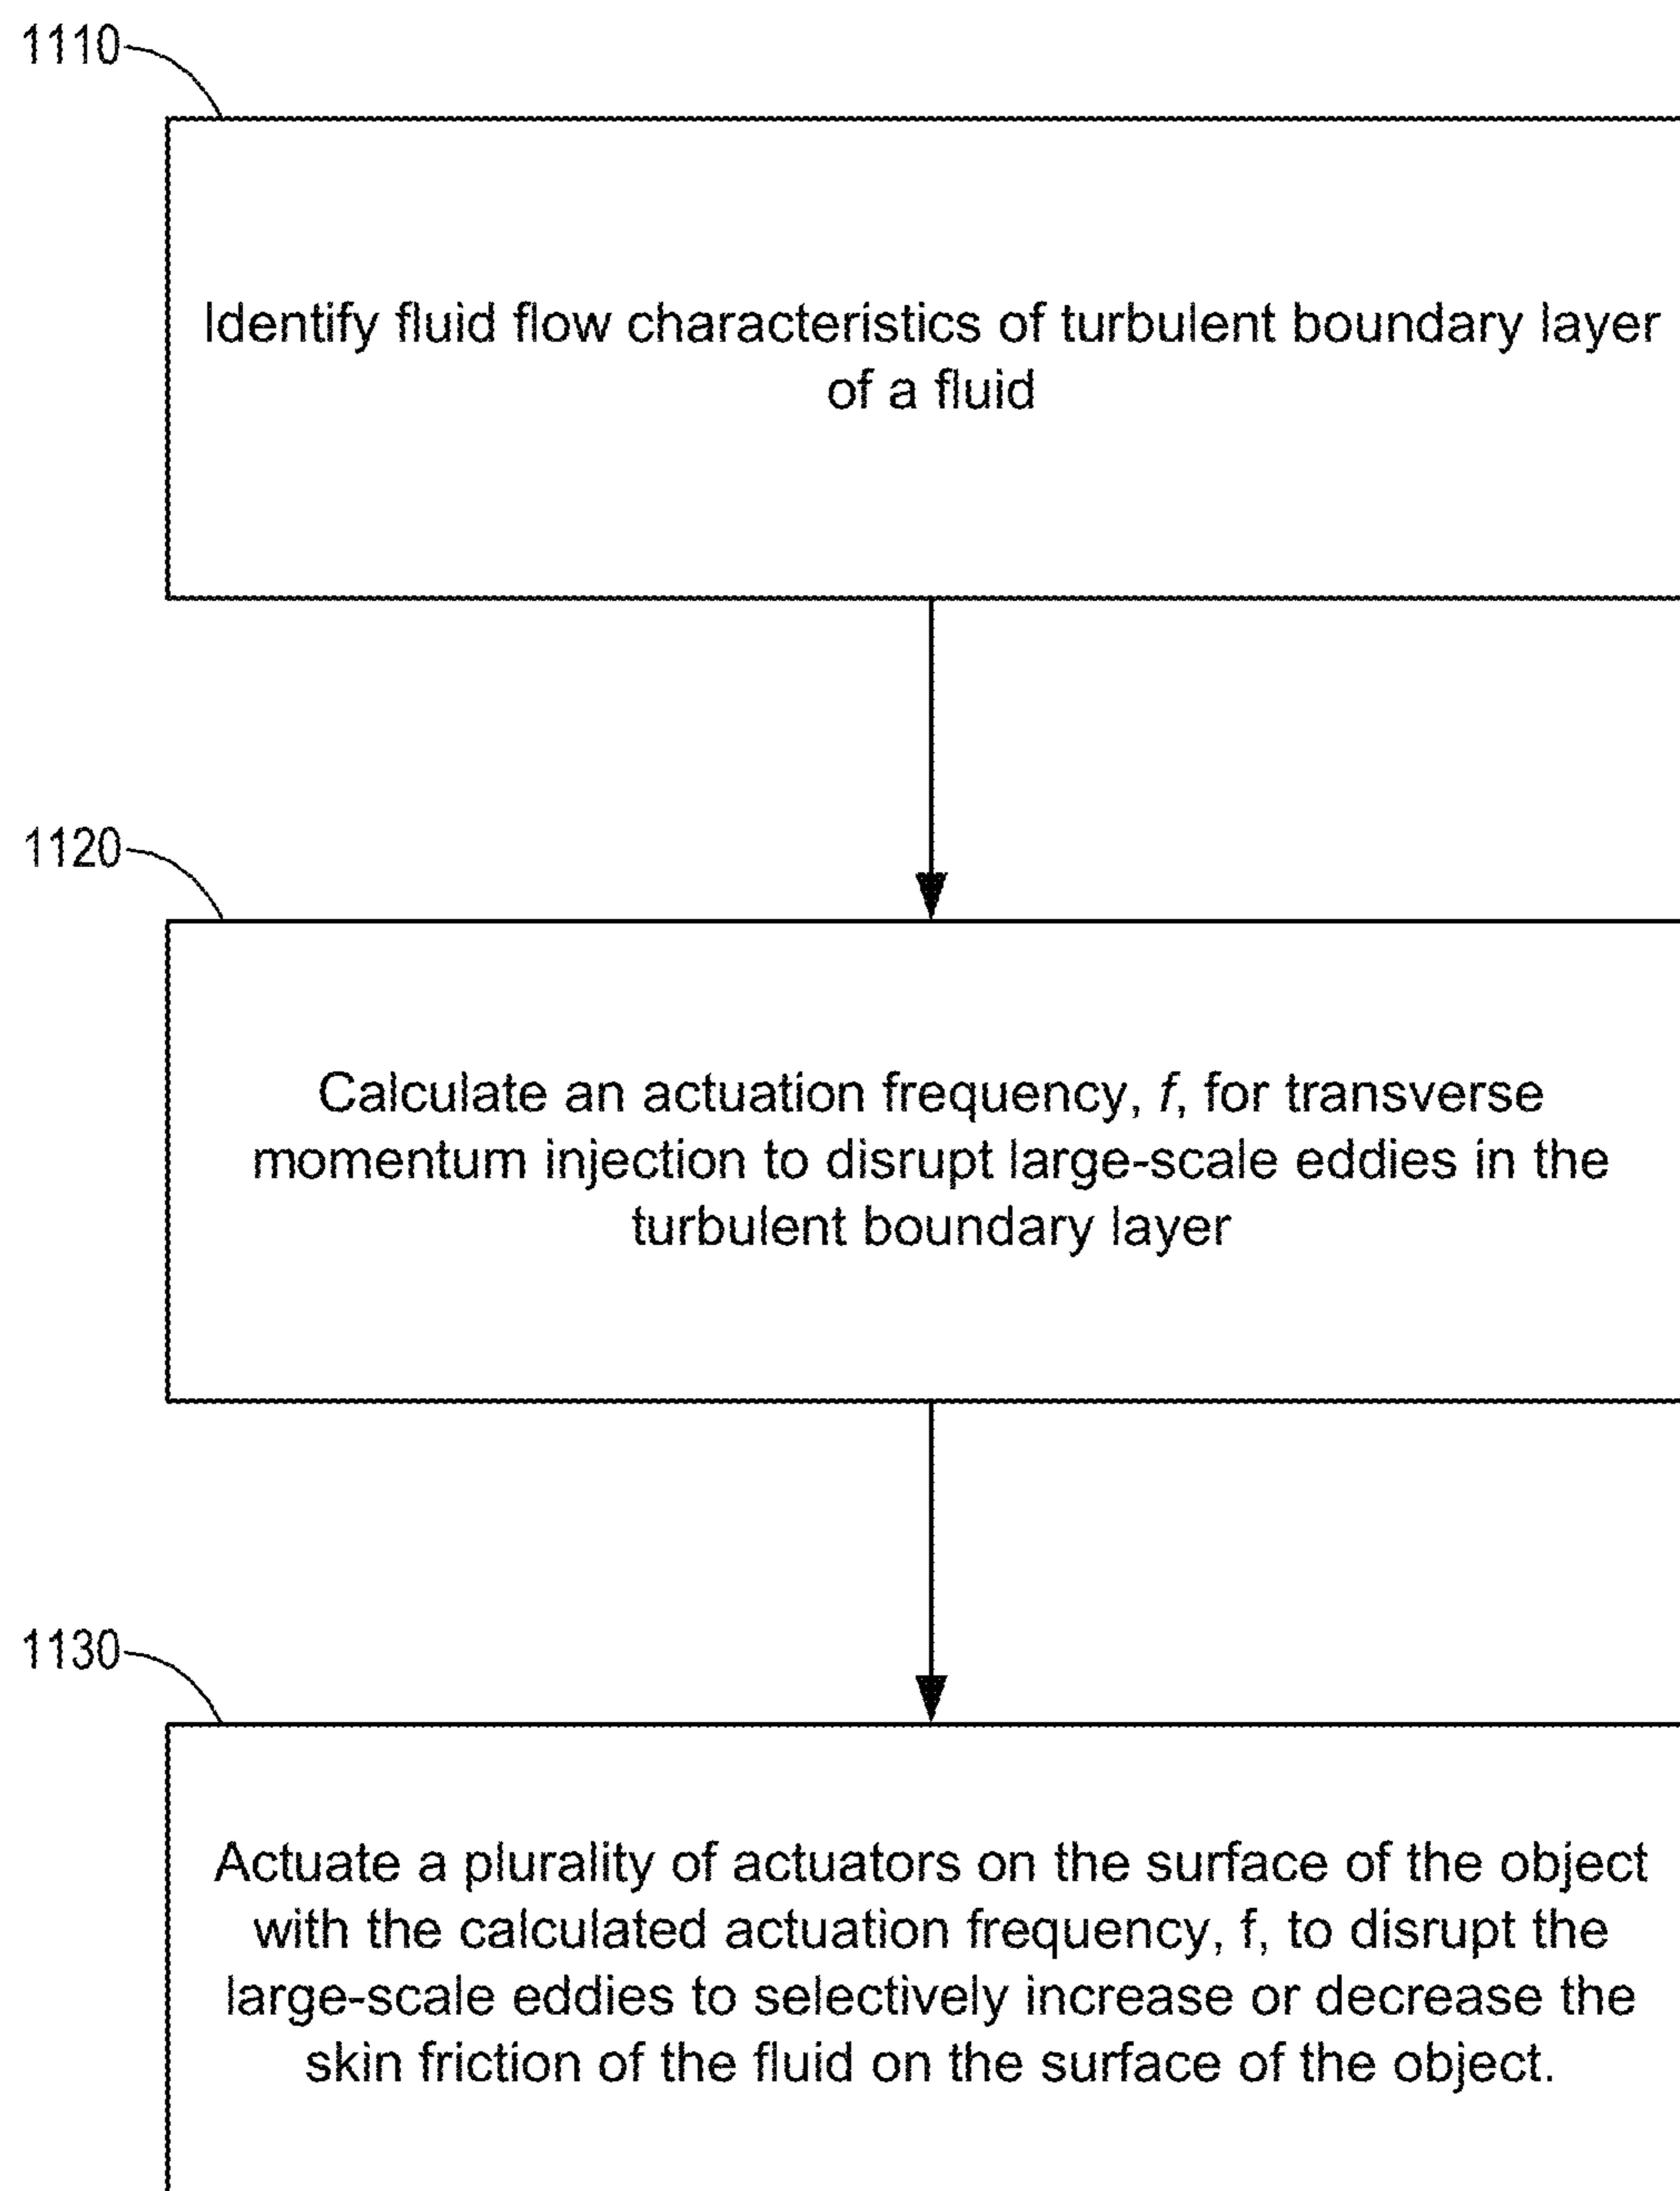 1110
Identify fluid flow characteristics of turbulent boundary layer
of a fluid
1120
Calculate an actuation frequency, f, for transverse
momentum injection to disrupt large-scale eddies in the
turbulent boundary layer
1130
Actuate a plurality of actuators on the surface of the object
with the calculated actuation frequency, f, to disrupt the
large-scale eddies to selectively increase or decrease the
skin friction of the fluid on the surface of the object.